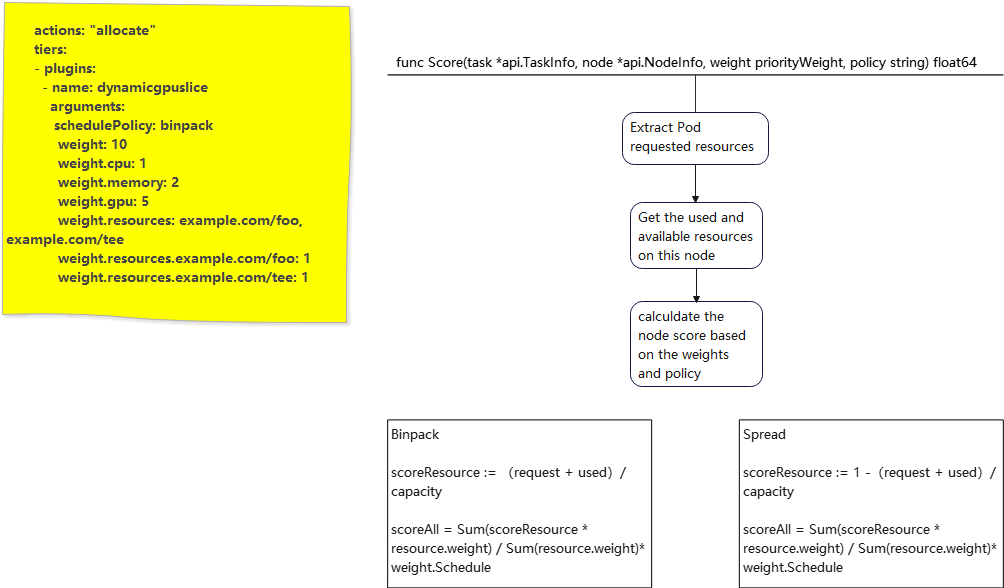 actions: "allocate"
tiers:
- plugins:
- name: dynamicgpuslice
arguments:
schedulePolicy: binpack
weight: 10
weight.cpu: 1
weight.memory: 2
weight.gpu: 5
weight.resources: example.com/foo,
example.com/tee
weight.resources.example.com/foo: 1
weight.resources.example.com/tee: 1
func Score(task *api.TaskInfo, node *api.NodeInfo, weight priorityWeight, policy string) float64
Extract Pod
requested resources
Get the used and
available resources
on this node
calculdate the
node score based
on the weights
and policy
Binpack
scoreResource := （request + used）/
capacity
scoreAll = Sum(scoreResource *
resource.weight) / Sum(resource.weight)*
weight.Schedule
Spread
scoreResource := 1 -（request + used）/
capacity
scoreAll = Sum(scoreResource *
resource.weight) / Sum(resource.weight)*
weight.Schedule